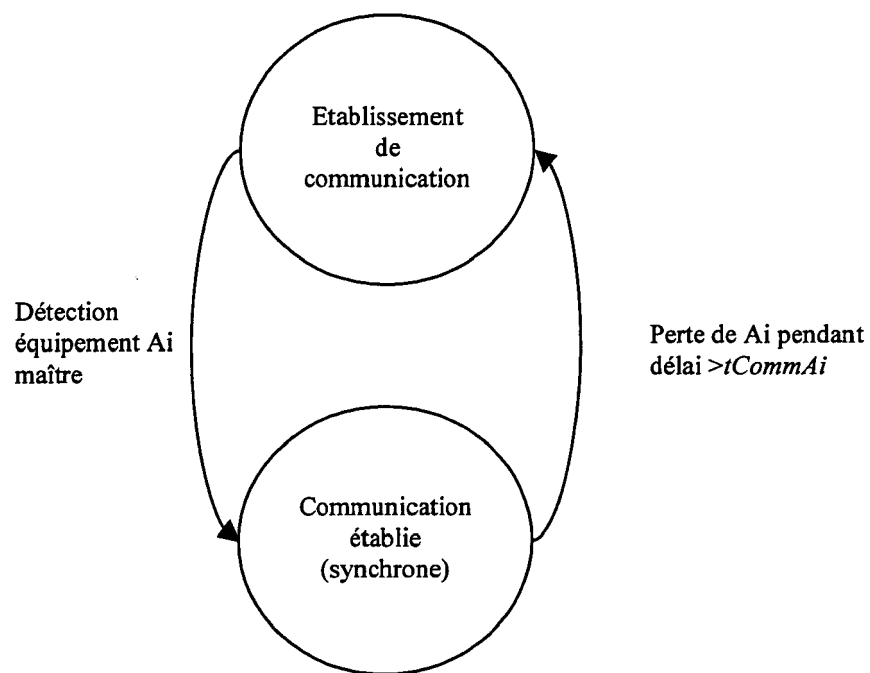 Etablissement
de
communication
Détection
équipement Ai
maître
Perte de Ai pendant
délai >tCommAi
Communication
établie
(synchrone)